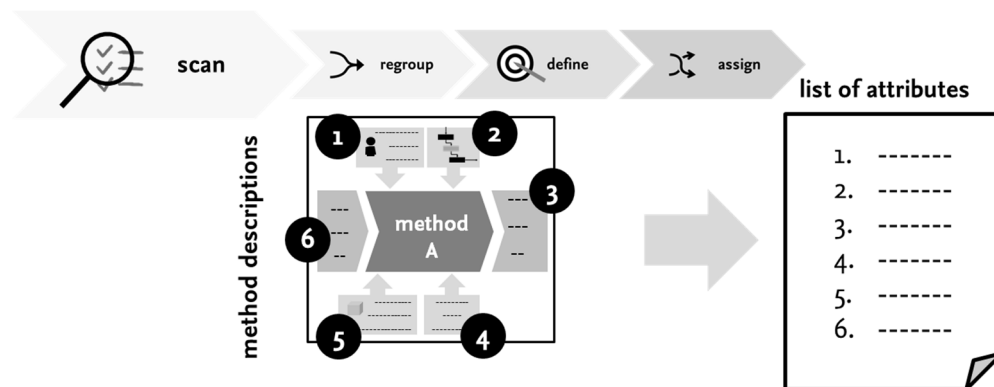 scan
regroup
define
assign
list of attributes
method descriptions
1
2
3
method
A
6
5
4
1. -------
2. -------
3. -------
4. -------
5. -------
6. -------